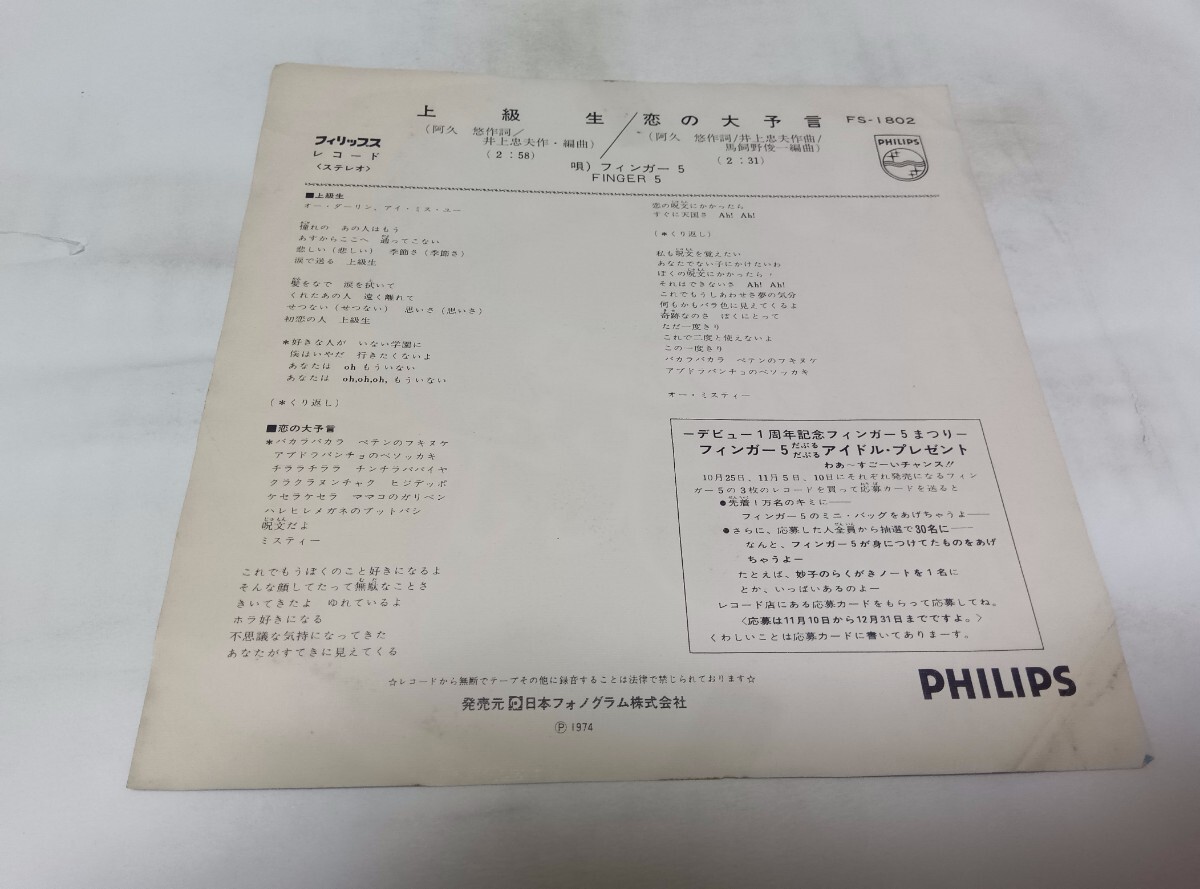 上級生/恋の大予言 FS-1802
(阿久 悠作詞/井上忠夫作・編曲)
(2:58)
(阿久 悠作詞/井上忠夫作曲/馬飼野俊一編曲)
(2:31)
唄) フィンガー5
FINGER 5
フィリップス
レコード
〈ステレオ〉
PHILIPS
■上級生
オー・ダーリン、アイ・ミス・ユー
憧れの あの人はもう
あすからここへ 通ってこない
悲しい(悲しい) 季節さ(季節さ)
涙で送る 上級生
髪をなで 涙を拭いて
くれたあの人 遠く離れて
せつない(せつない) 思いさ(思いさ)
初恋の人 上級生
*好きな人が いない学園に
僕はいやだ 行きたくないよ
あなたは oh もういない
あなたは oh,oh,oh, もういない
(*くり返し)
■恋の大予言
*バカラバカラ ペテンのフキヌケ
アブドラバンチョのベソッカキ
チララチララ チンチラパパイヤ
クラクラヌンチャク ヒジデッポ
ケセラケセラ ママコのガリベン
ハレヒレメガネのブットバシ
呪文だよ
ミスティー
これでもうぼくのこと好きになるよ
そんな顔してたって無駄なことさ
きいてきたよ ゆれているよ
ホラ好きになる
不思議な気持になってきた
あなたがすてきに見えてくる
恋の呪文にかかったら
すぐに天国さ Ah! Ah!
(*くり返し)
私も呪文を覚えたい
あなたでない子にかけたいわ
ぼくの呪文にかかったら
それはできないさ Ah! Ah!
これでもうしあわせさ夢の気分
何もかもバラ色に見えてくるよ
奇跡なのさ ぼくにとって
ただ一度きり
これで二度と使えないよ
この一度きり
バカラバカラ ペテンのフキヌケ
アブドラバンチョのベソッカキ
オー・ミスティー
―デビュー1周年記念フィンガー5まつり―
フィンガー5 だぶるだぶる アイドル・プレゼント
わあ〜すご〜いチャンス!!
10月25日、11月5日、10日にそれぞれ発売になるフィン
ガー5の3枚のレコードを買って応募カードを送ると
●先着1万名のキミに――
フィンガー5のミニ・バッグをあげちゃうよ――
●さらに、応募した人全員から抽選で30名に――
なんと、フィンガー5が身につけてたものをあげ
ちゃうよー
たとえば、妙子のらくがきノートを1名に
とか、いっぱいあるのよー
レコード店にある応募カードをもらって応募してね。
〈応募は11月10日から12月31日までですよ。〉
くわしいことは応募カードに書いてありまーす。
☆レコードから無断でテープその他に録音することは法律で禁じられております☆
発売元 日本フォノグラム株式会社
Ⓟ 1974
PHILIPS